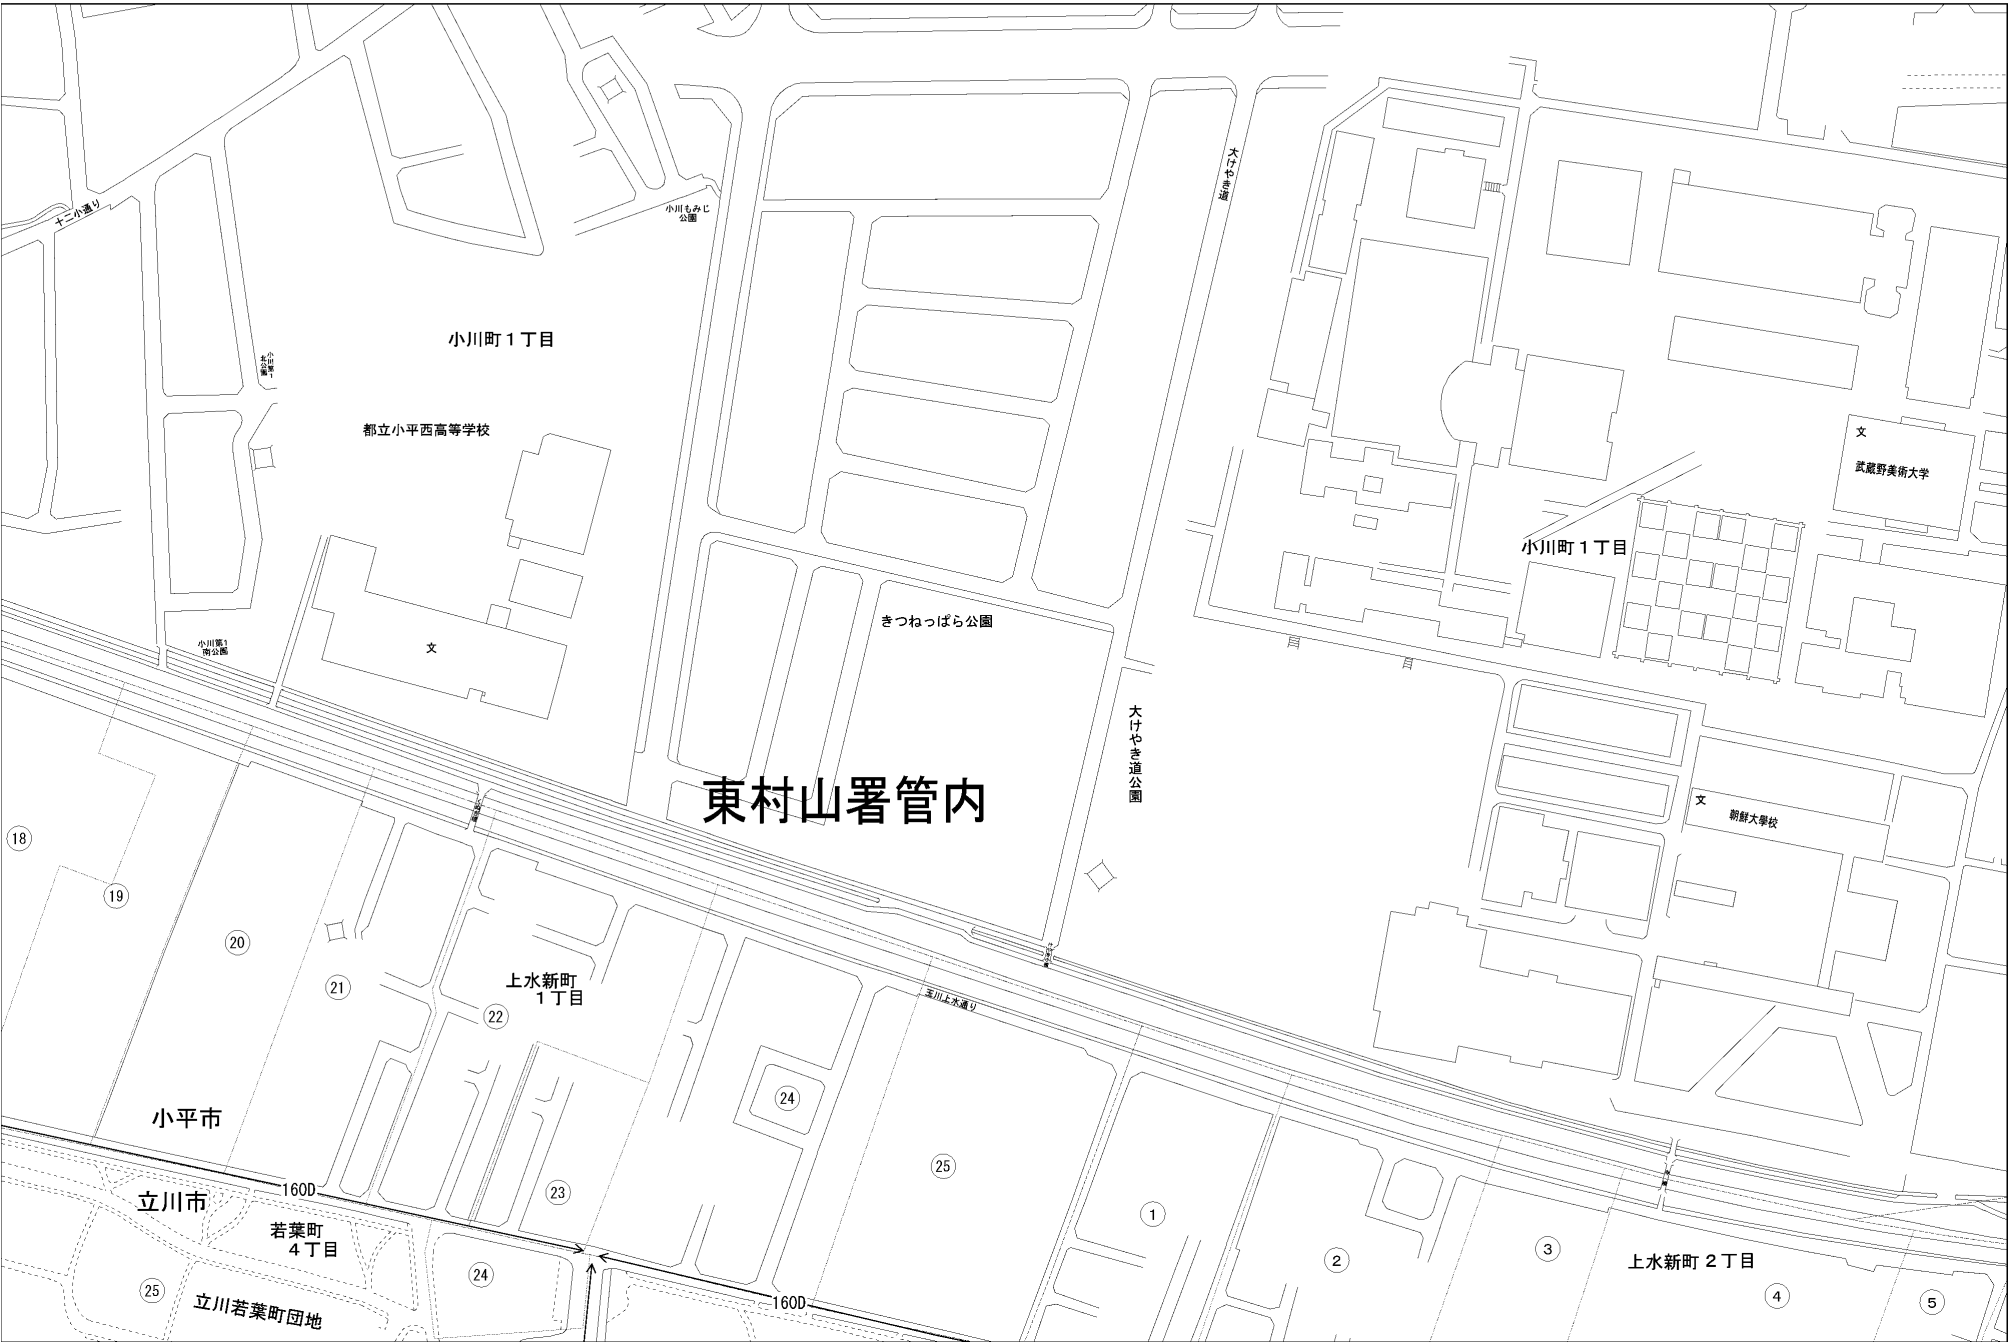 大けやき道
十二小通り
小川もみじ
公園
小川町１丁目
小川第1
北公園
都立小平西高等学校
文
武蔵野美術大学
小川町１丁目
きつねっぱら公園
小川第1
南公園
文
大けやき道公園
東村山署管内
文
朝鮮大學校
18
19
20
21
上水新町
１丁目
22
玉川上水通り
24
小平市
25
160D
23
立川市
若葉町
４丁目
1
2
3
上水新町２丁目
24
25
立川若葉町団地
160D
4
5